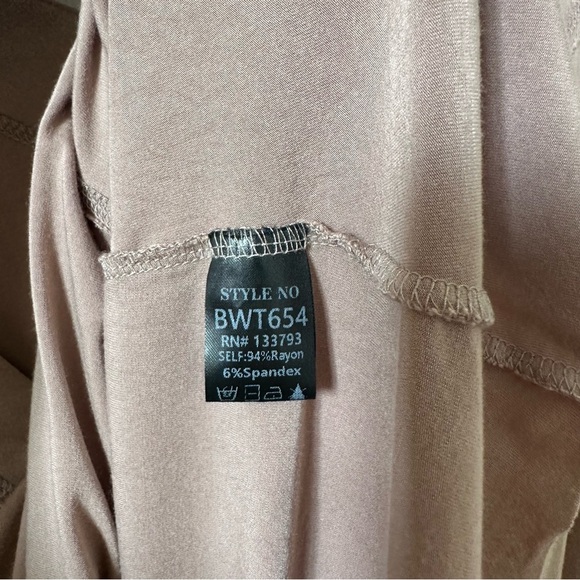 STYLE NO
BWT654
RN# 133793
SELF:94%Rayon
6%Spandex